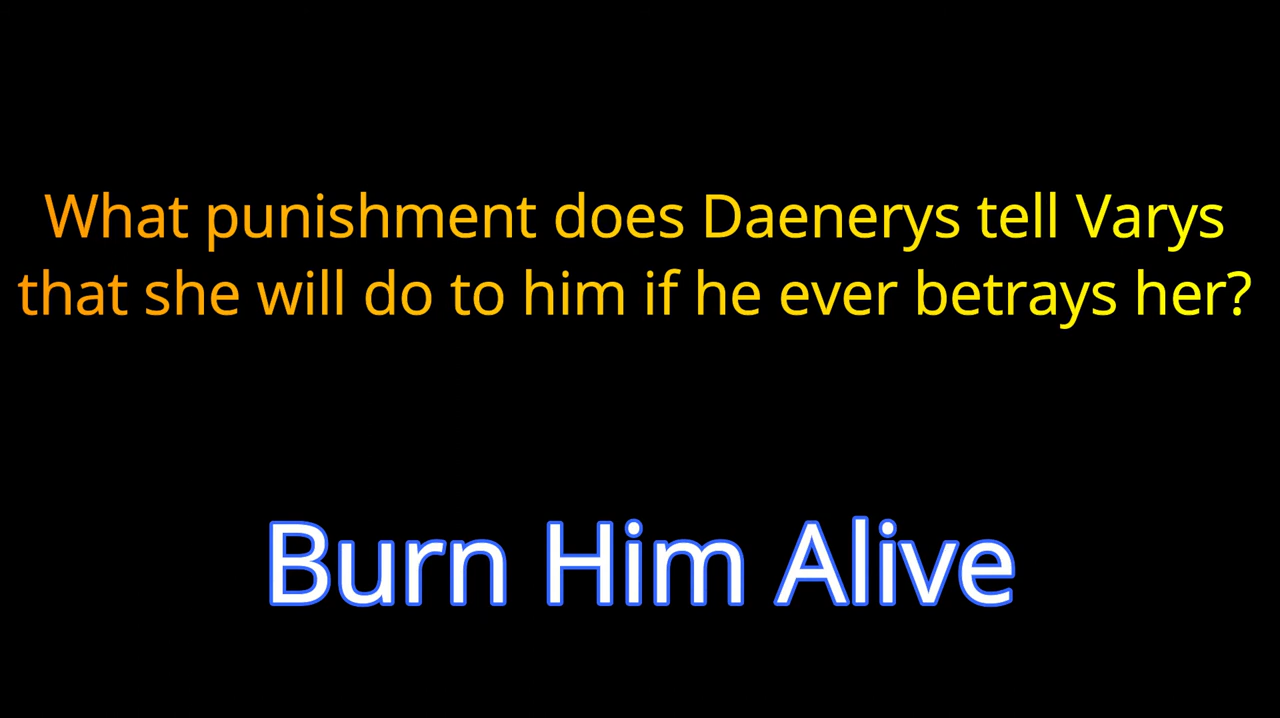 What punishment does Daenerys tell Varys
that she will do to him if he ever betrays her?
Burn Him Alive